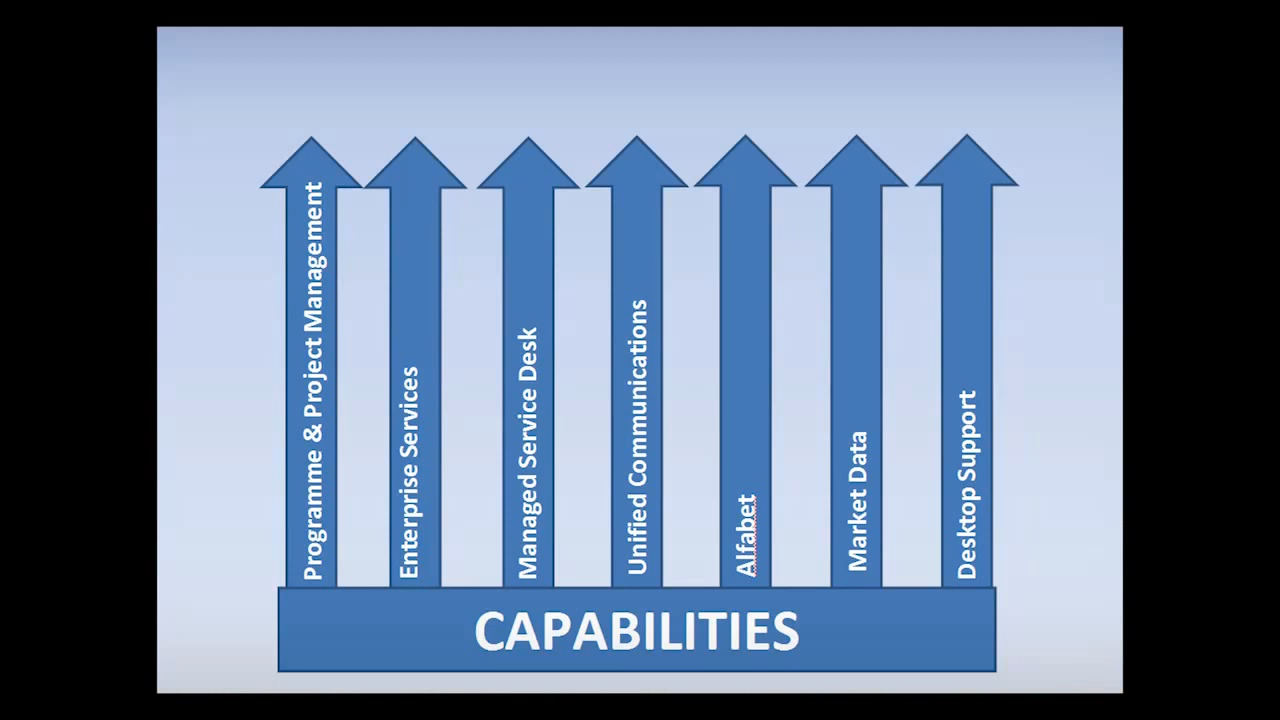 Programme & Project Management
Enterprise Services
Managed Service Desk
Unified Communications
Alfabet
Market Data
Desktop Support
CAPABILITIES